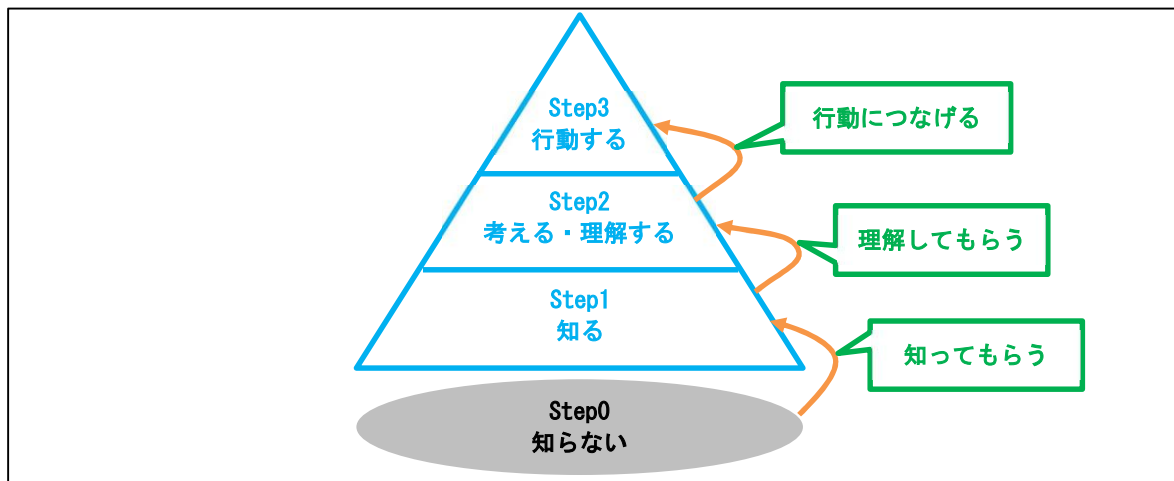 Step3
行動する
行動につなげる
Step2
考える・理解する
理解してもらう
Step1
知る
知ってもらう
Step0
知らない